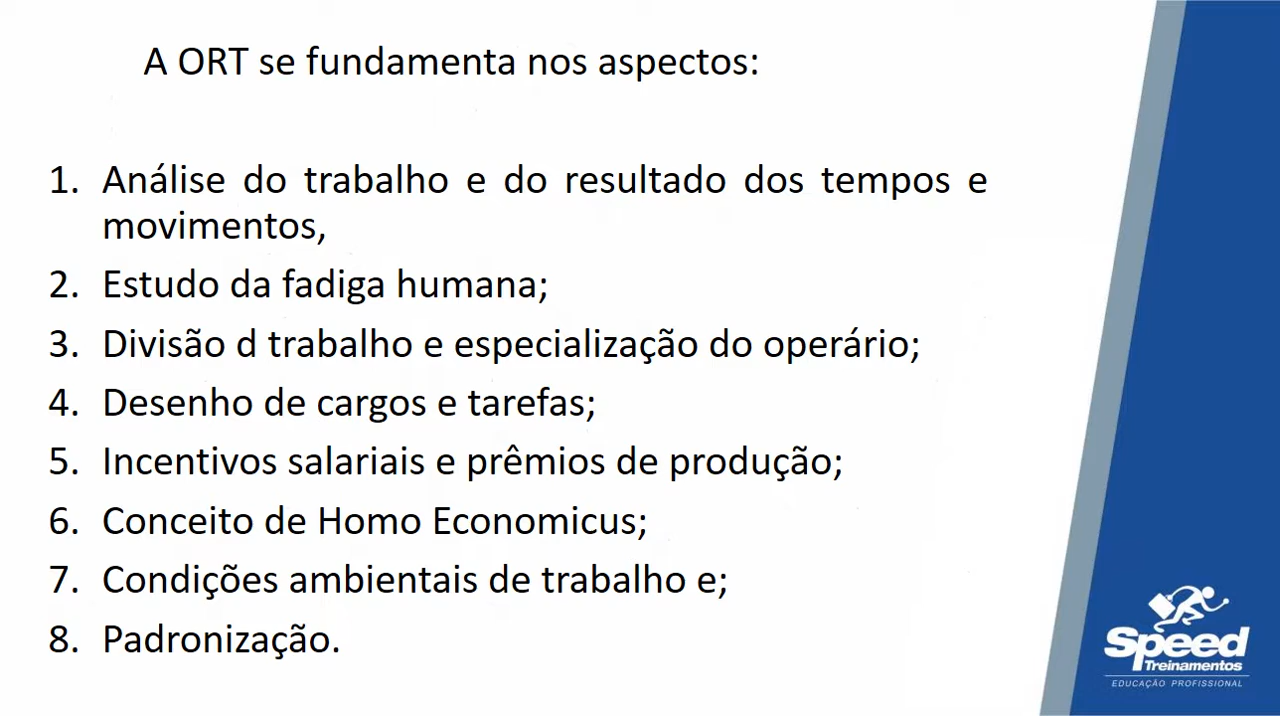 A ORT se fundamenta nos aspectos:
1. Análise do trabalho e do resultado dos tempos e
movimentos,
2. Estudo da fadiga humana;
3. Divisão d trabalho e especialização do operário;
4. Desenho de cargos e tarefas;
5. Incentivos salariais e prêmios de produção;
6. Conceito de Homo Economicus;
7. Condições ambientais de trabalho e;
8. Padronização.
Speed
Treinamentos
EDUCAÇÃO PROFISSIONAL